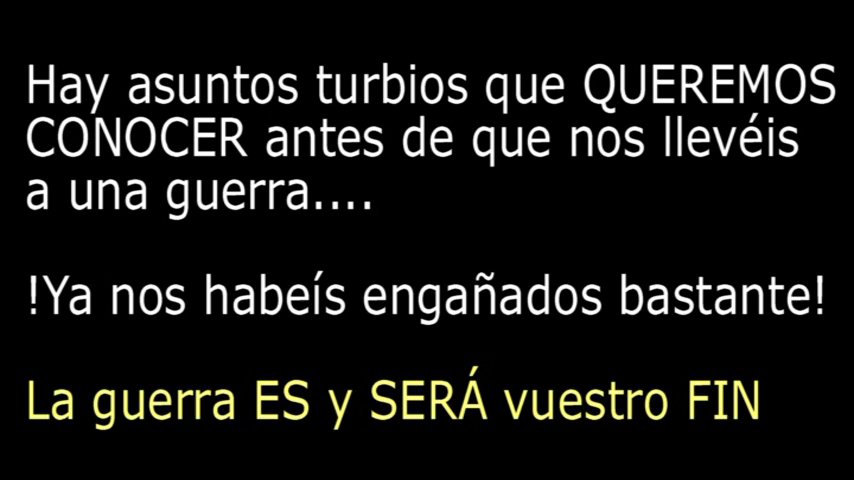 Hay asuntos turbios que QUEREMOS
CONOCER antes de que nos llevéis
a una guerra....
!Ya nos habeís engañados bastante!
La guerra ES y SERÁ vuestro FIN